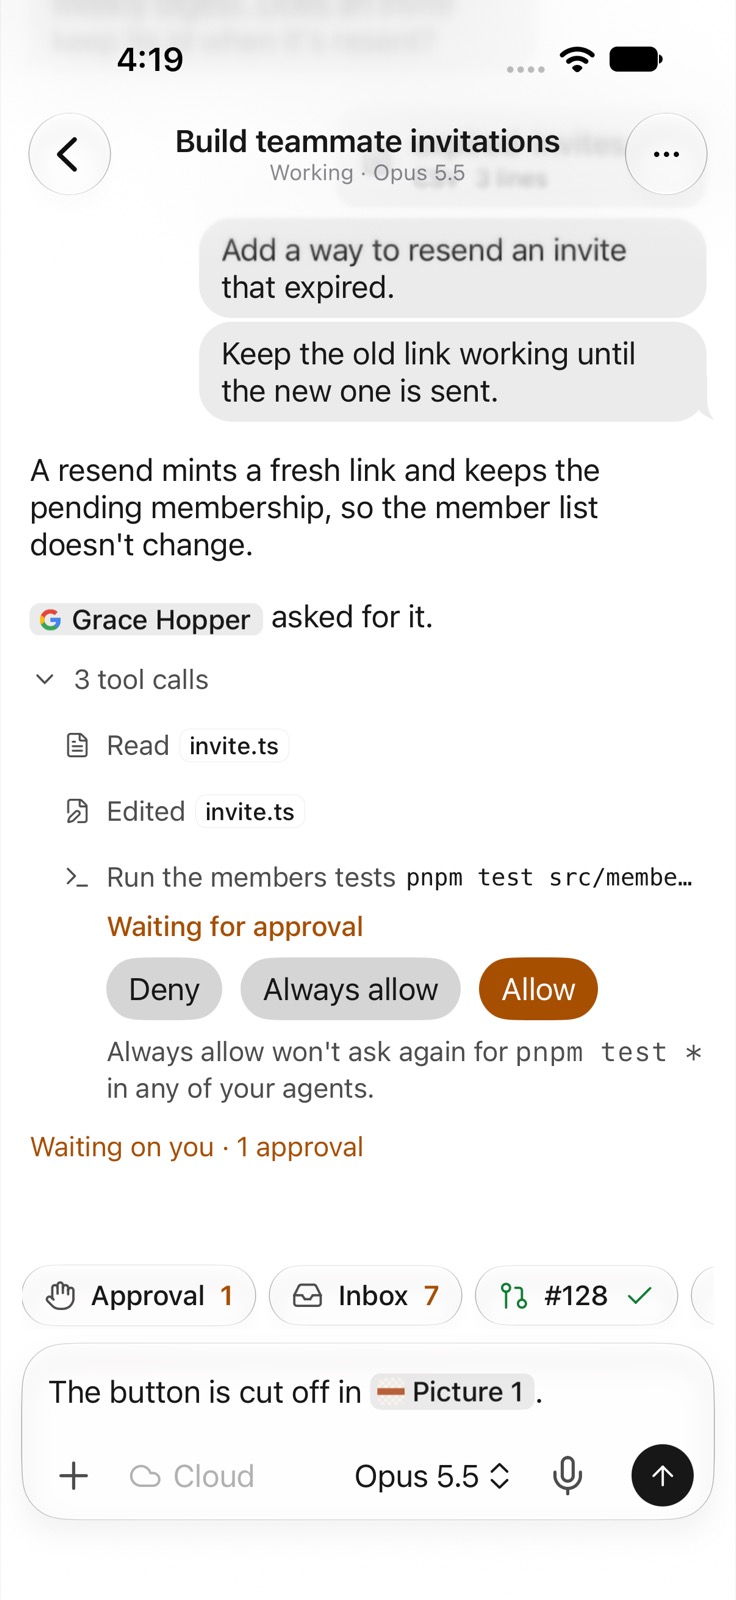 4:19
Build teammate invitations
Working · Opus 5.5
Add a way to resend an invite
that expired.
Keep the old link working until
the new one is sent.
A resend mints a fresh link and keeps the
pending membership, so the member list
doesn't change.
Grace Hopper asked for it.
3 tool calls
Read invite.ts
Edited invite.ts
Run the members tests pnpm test src/membe…
Waiting for approval
Deny
Always allow
Allow
Always allow won't ask again for pnpm test *
in any of your agents.
Waiting on you · 1 approval
Approval 1
Inbox 7
#128
The button is cut off in Picture 1.
Cloud
Opus 5.5